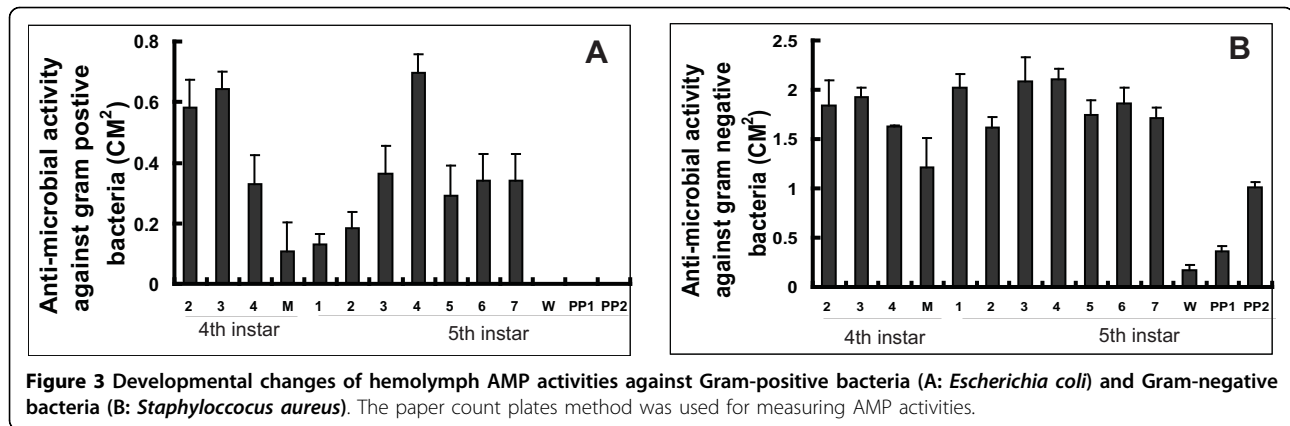 A
Anti-microbial activity
against gram postive
bacteria (CM2)
0.8
0.6
0.4
0.2
0
2 3 4 M 1 2 3 4 5 6 7 W PP1 PP2
4th instar 5th instar
B
Anti-microbial activity
against gram negative
bacteria (CM2)
2.5
2
1.5
1
0.5
0
2 3 4 M 1 2 3 4 5 6 7 W PP1 PP2
4th instar 5th instar
Figure 3 Developmental changes of hemolymph AMP activities against Gram-positive bacteria (A: Escherichia coli) and Gram-negative
bacteria (B: Staphyloccocus aureus). The paper count plates method was used for measuring AMP activities.